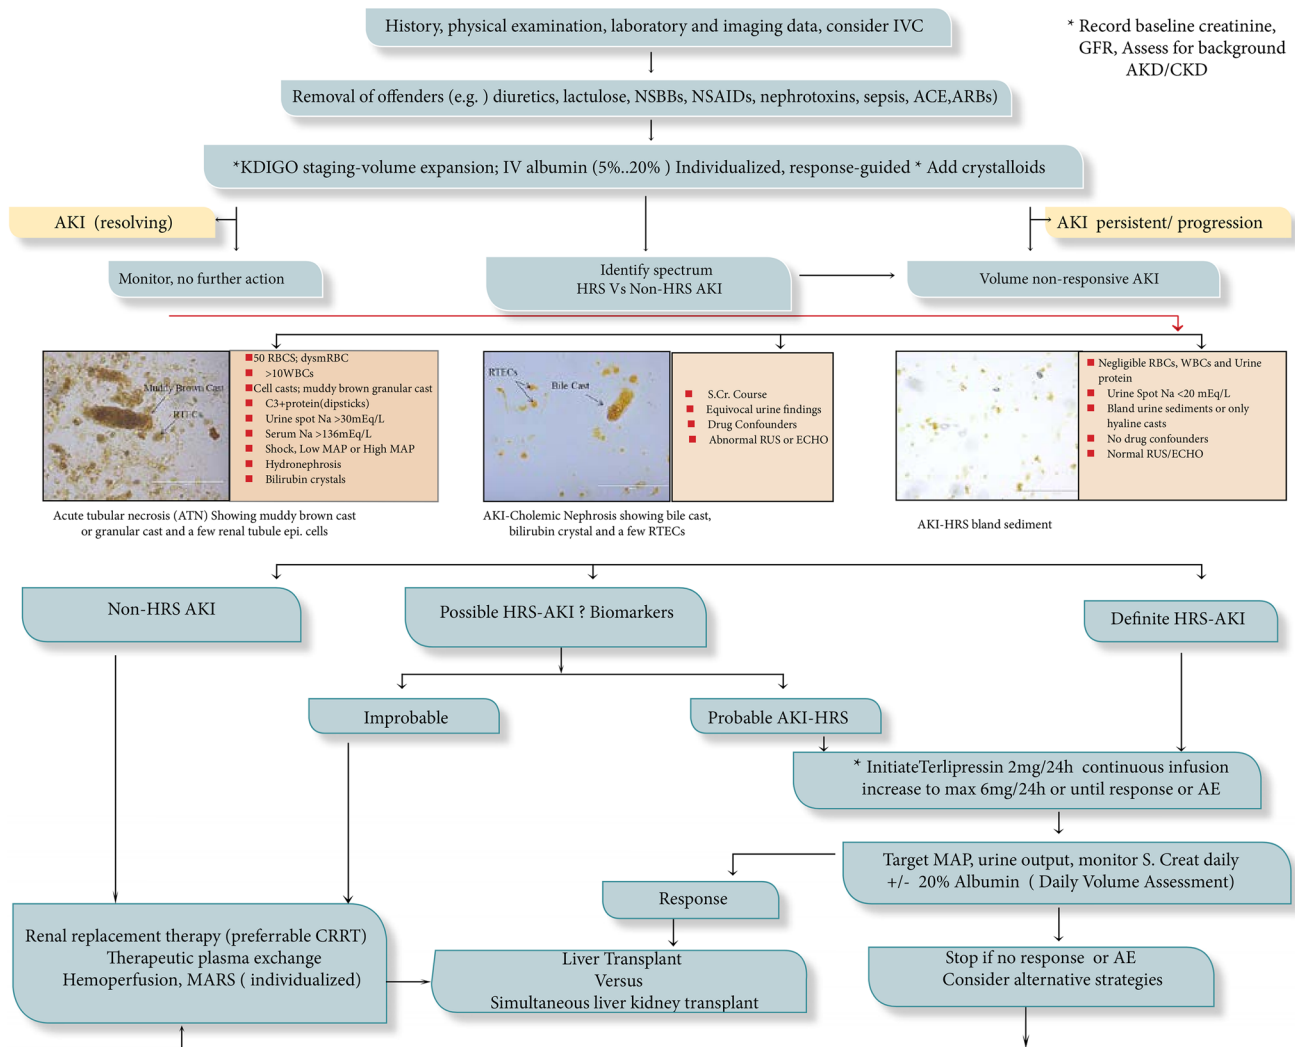 History, physical examination, laboratory and imaging data, consider IVC
* Record baseline creatinine,
GFR, Assess for background
AKD/CKD
Removal of offenders (e.g. ) diuretics, lactulose, NSBBs, NSAIDs, nephrotoxins, sepsis, ACE,ARBs)
*KDIGO staging-volume expansion; IV albumin (5%..20% ) Individualized, response-guided * Add crystalloids
AKI (resolving)
AKI persistent/ progression
Monitor, no further action
Identify spectrum
HRS Vs Non-HRS AKI
Volume non-responsive AKI
Muddy Brown Cast
RTECs
50 RBCS; dysmRBC
>10WBCs
Cell casts; muddy brown granular cast
C3+protein(dipsticks)
Urine spot Na >30mEq/L
Serum Na >136mEq/L
Shock, Low MAP or High MAP
Hydronephrosis
Bilirubin crystals
Acute tubular necrosis (ATN) Showing muddy brown cast
or granular cast and a few renal tubule epi. cells
RTECs
Bile Cast
S.Cr. Course
Equivocal urine findings
Drug Confounders
Abnormal RUS or ECHO
AKI-Cholemic Nephrosis showing bile cast,
bilirubin crystal and a few RTECs
Negligible RBCs, WBCs and Urine
protein
Urine Spot Na <20 mEq/L
Bland urine sediments or only
hyaline casts
No drug confounders
Normal RUS/ECHO
AKI-HRS bland sediment
Non-HRS AKI
Possible HRS-AKI ? Biomarkers
Definite HRS-AKI
Improbable
Probable AKI-HRS
* InitiateTerlipressin 2mg/24h continuous infusion
increase to max 6mg/24h or until response or AE
Target MAP, urine output, monitor S. Creat daily
+/- 20% Albumin ( Daily Volume Assessment)
Response
Renal replacement therapy (preferrable CRRT)
Therapeutic plasma exchange
Hemoperfusion, MARS ( individualized)
Liver Transplant
Versus
Simultaneous liver kidney transplant
Stop if no response or AE
Consider alternative strategies